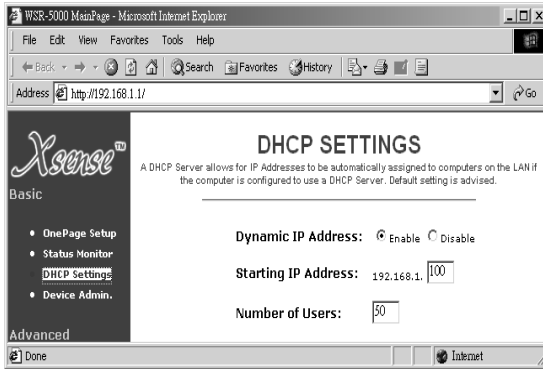 WSR-5000 MainPage - Microsoft Internet Explorer
File Edit View Favorites Tools Help
Back Search Favorites History
Address http://192.168.1.1/ Go
Xsense TM
Basic
OnePage Setup
Status Monitor
DHCP Settings
Device Admin.
Advanced
DHCP SETTINGS
A DHCP Server allows for IP Addresses to be automatically assigned to computers on the LAN if
the computer is configured to use a DHCP Server. Default setting is advised.
Dynamic IP Address: Enable Disable
Starting IP Address: 192.168.1. 100
Number of Users: 50
Done Internet